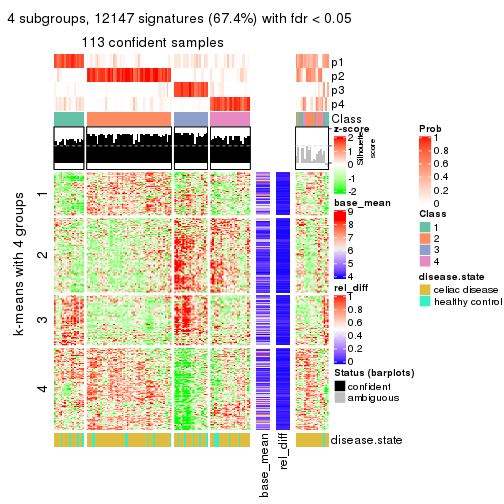 4 subgroups, 12147 signatures (67.4%) with fdr < 0.05
113 confident samples
p1
p2
p3
p4
Class
Silhouette
score
k-means with 4 groups
1
2
3
4
base_mean
rel_diff
disease.state
z-score
2
1
0
-1
-2
base_mean
9
8
7
6
5
4
rel_diff
1
0.8
0.6
0.4
0.2
0
Status (barplots)
confident
ambiguous
Prob
1
0.8
0.6
0.4
0.2
0
Class
1
2
3
4
disease.state
celiac disease
healthy control